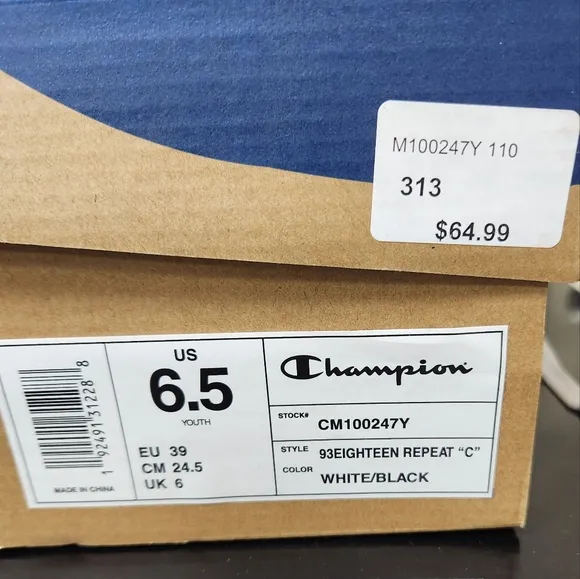 M100247Y 110
313
$64.99
1 92491 31228 8
MADE IN CHINA
US
6.5
YOUTH
EU 39
CM 24.5
UK 6
Champion
STOCK# CM100247Y
STYLE 93EIGHTEEN REPEAT “C”
COLOR WHITE/BLACK